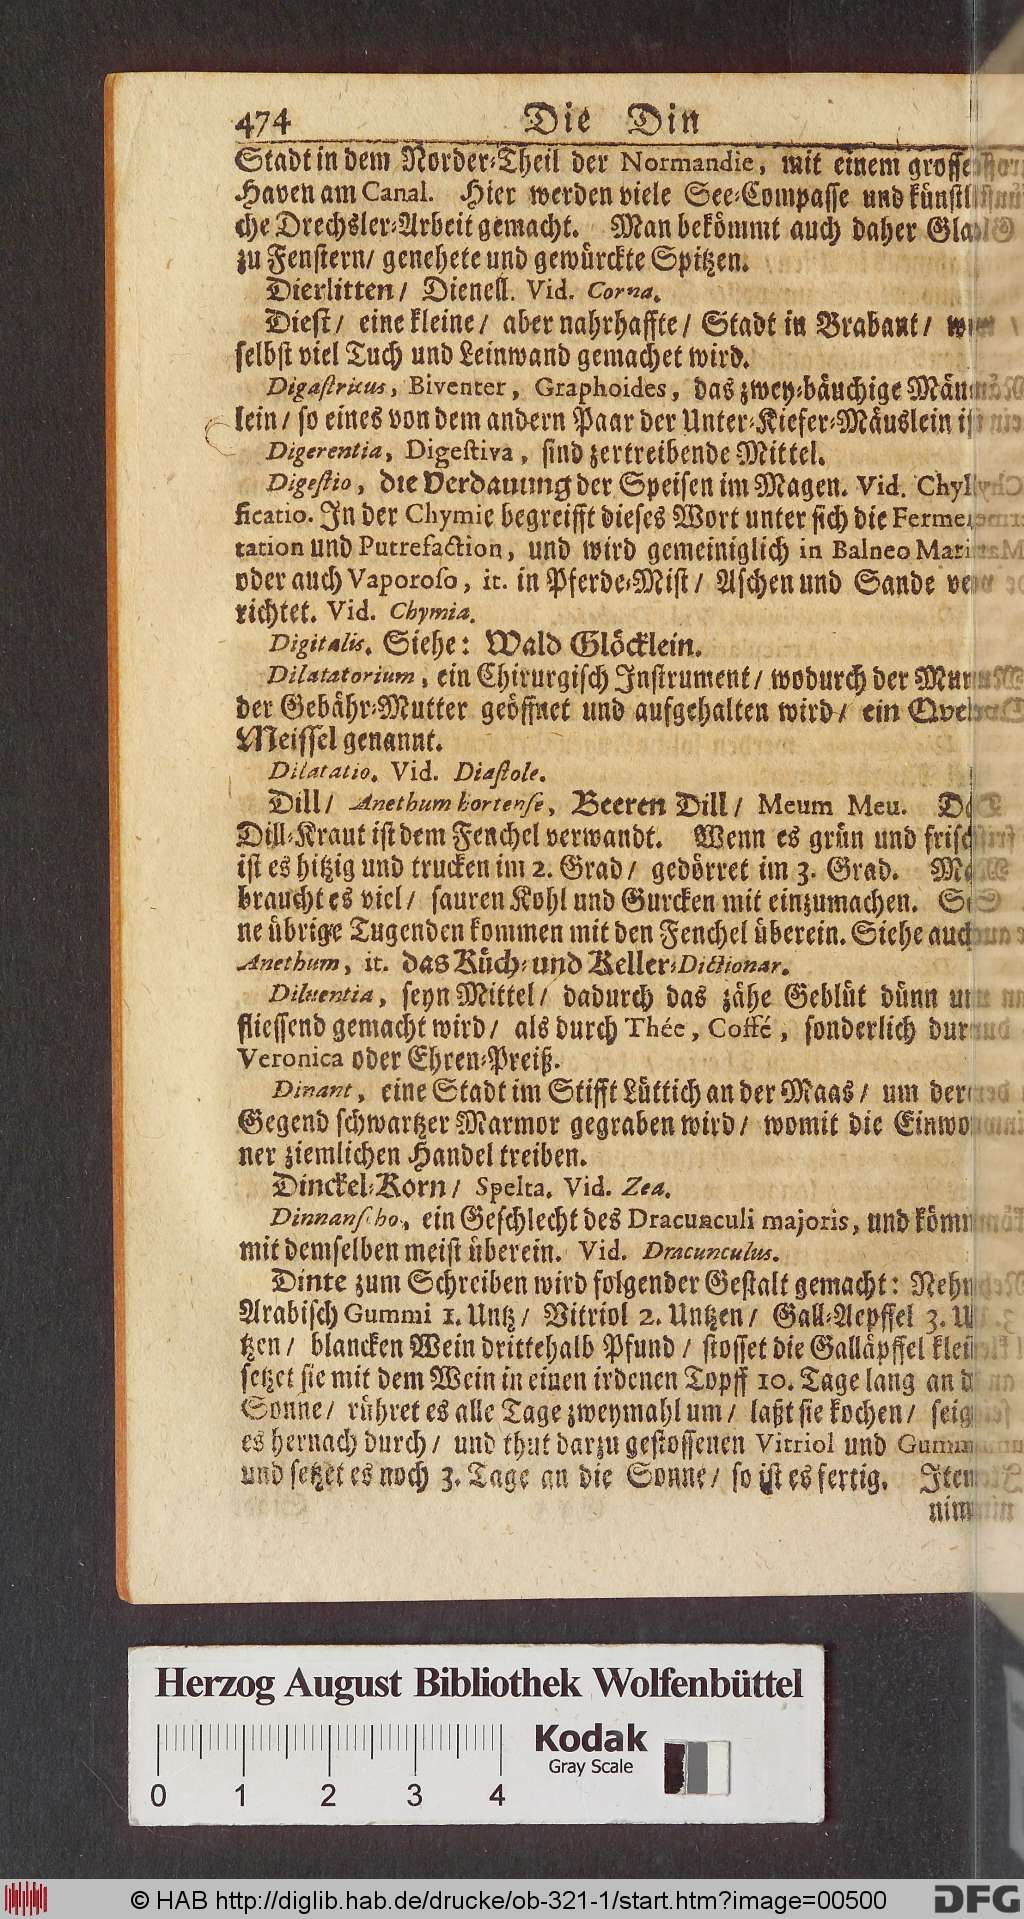 474 Die Din
Stadt in dem Norder-Theil der Normandie, mit einem grosse
Haven am Canal. Hier werden viele See-Compasse und künstli
che Drechsler-Arbeit gemacht. Man bekömmt auch daher Gla
zu Fenstern/ genehete und gewürckte Spitzen.
Dierlitten/ Dienell. Vid. Corna.
Diest/ eine kleine/ aber nahrhaffte/ Stadt in Brabant/
selbst viel Tuch und Leinwand gemachet wird.
Digastricus, Biventer, Graphoides, das zwey-bäuchige Mäu
lein/ so eines von dem andern Paar der Unter-Kiefer-Mäuslein ist
Digerentia, Digestiva, sind zertreibende Mittel.
Digestio, die Verdauung der Speisen im Magen. Vid. Chyl
ficatio. In der Chymie begreifft dieses Wort unter sich die Ferme
tation und Putrefaction, und wird gemeiniglich in Balneo Mari
oder auch Vaporoso, it. in Pferde-Mist/ Aschen und Sande ve
richtet. Vid. Chymia.
Digitalis. Siehe: Wald Glöcklein.
Dilatatorium, ein Chirurgisch Instrument/ wodurch der Mun
der Gebähr-Mutter geöffnet und aufgehalten wird/ ein Qvel
Meissel genannt.
Dilatatio. Vid. Diastole.
Dill/ Anethum hortense, Beeren Dill/ Meum Meu. Da
Dill-Kraut ist dem Fenchel verwandt. Wenn es grün und frisch
ist es hitzig und trucken im 2. Grad/ gedörret im 3. Grad. Ma
braucht es viel/ sauren Kohl und Gurcken mit einzumachen. Se
ne übrige Tugenden kommen mit den Fenchel überein. Siehe auch
Anethum, it. das Küch- und Keller-Dictionar.
Diluentia, seyn Mittel/ dadurch das zähe Geblüt dünn un
fliessend gemacht wird/ als durch Thée, Coffé, sonderlich dur
Veronica oder Ehren-Preiß.
Dinant, eine Stadt im Stifft Lüttich an der Maas/ um der
Gegend schwartzer Marmor gegraben wird/ womit die Einwo
ner ziemlichen Handel treiben.
Dinckel-Korn/ Spelta. Vid. Zea.
Dinnanscho, ein Geschlecht des Dracunculi majoris, und köm
mit demselben meist überein. Vid. Dracunculus.
Dinte zum Schreiben wird folgender Gestalt gemacht: Nehm
Arabisch Gummi 1. Untz/ Vitriol 2. Untzen/ Gall-Aepffel 3. U
tzen/ blancken Wein drittehalb Pfund/ stosset die Galläpffel klei
setzet sie mit dem Wein in einen irdenen Topff 10. Tage lang an d
Sonne/ rühret es alle Tage zweymahl um/ laßt sie kochen/ seig
es hernach durch/ und thut darzu gestossenen Vitriol und Gumm
und setzet es noch 3. Tage an die Sonne/ so ist es fertig. Item
nim
Herzog August Bibliothek Wolfenbüttel
Kodak
Gray Scale
0 1 2 3 4
© HAB http://diglib.hab.de/drucke/ob-321-1/start.htm?image=00500
DFG